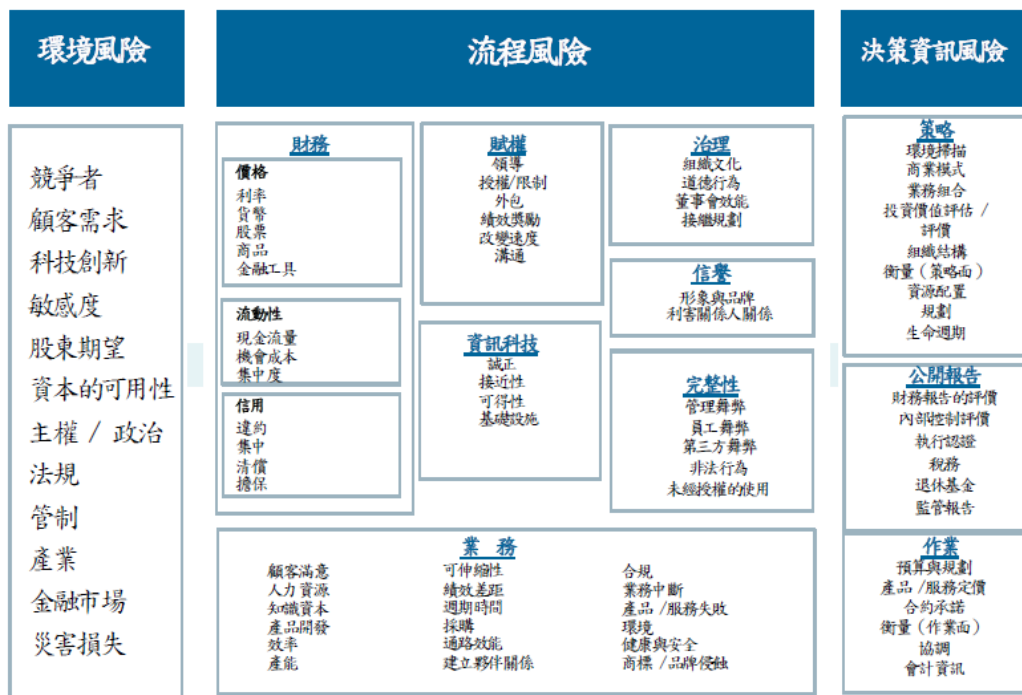 環境風險
競爭者
顧客需求
科技創新
敏感度
股東期望
資本的可用性
主權 / 政治
法規
管制
產業
金融市場
災害損失
流程風險
財務
價格
利率
貨幣
股票
商品
金融工具
流動性
現金流量
機會成本
集中度
信用
違約
集中
清償
擔保
賦權
領導
授權/限制
外包
績效獎勵
改變速度
溝通
資訊科技
誠正
接近性
可得性
基礎設施
治理
組織文化
道德行為
董事會效能
接繼規劃
信譽
形象與品牌
利害關係人關係
完整性
管理舞弊
員工舞弊
第三方舞弊
非法行為
未經授權的使用
業 務
顧客滿意
人力資源
知識資本
產品開發
效率
產能
可伸縮性
績效差距
週期時間
採購
通路效能
建立夥伴關係
合規
業務中斷
產品 /服務失敗
環境
健康與安全
商標 /品牌侵蝕
決策資訊風險
策略
環境掃描
商業模式
業務組合
投資價值評估 /
評價
組織結構
衡量（策略面）
資源配置
規劃
生命週期
公開報告
財務報告的評價
內部控制評價
執行認證
稅務
退休基金
監管報告
作業
預算與規劃
產品 /服務定價
合約承諾
衡量（作業面）
協調
會計資訊